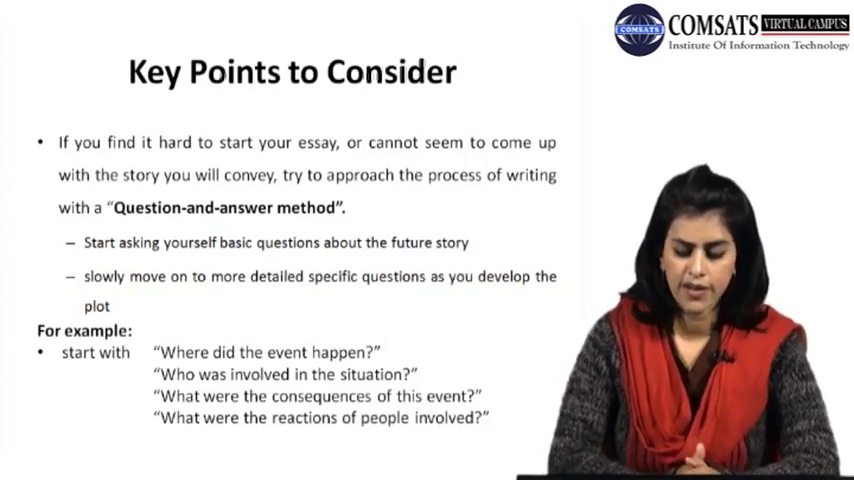 COMSATS VIRTUAL CAMPUS
COMSATS
Institute Of Information Technology
Key Points to Consider
• If you find it hard to start your essay, or cannot seem to come up
with the story you will convey, try to approach the process of writing
with a “Question-and-answer method”.
– Start asking yourself basic questions about the future story
– slowly move on to more detailed specific questions as you develop the
plot
For example:
• start with “Where did the event happen?”
“Who was involved in the situation?”
“What were the consequences of this event?”
“What were the reactions of people involved?”